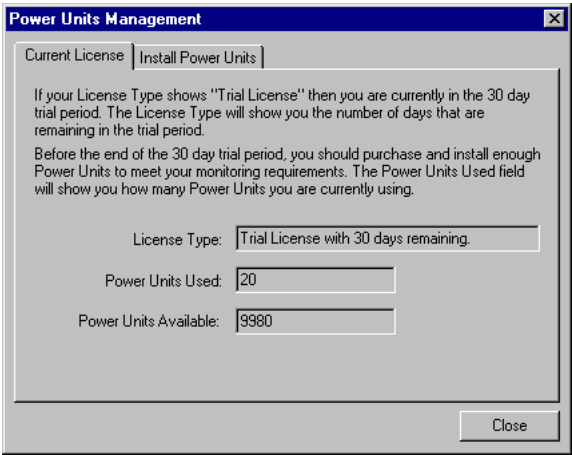 Power Units Management
Current License
Install Power Units
If your License Type shows "Trial License" then you are currently in the 30 day
trial period. The License Type will show you the number of days that are
remaining in the trial period.
Before the end of the 30 day trial period, you should purchase and install enough
Power Units to meet your monitoring requirements. The Power Units Used field
will show you how many Power Units you are currently using.
License Type: Trial License with 30 days remaining.
Power Units Used: 20
Power Units Available: 9980
Close